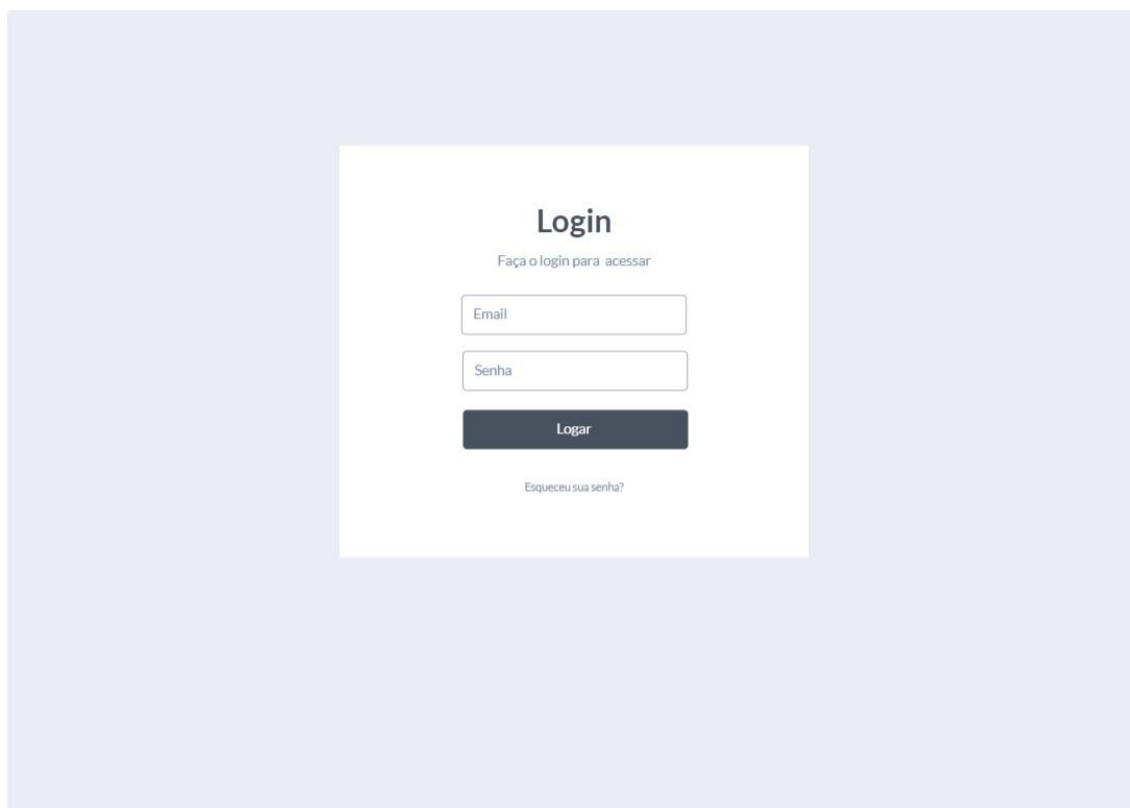 Login
Faça o login para acessar
Email
Senha
Logar
Esqueceu sua senha?